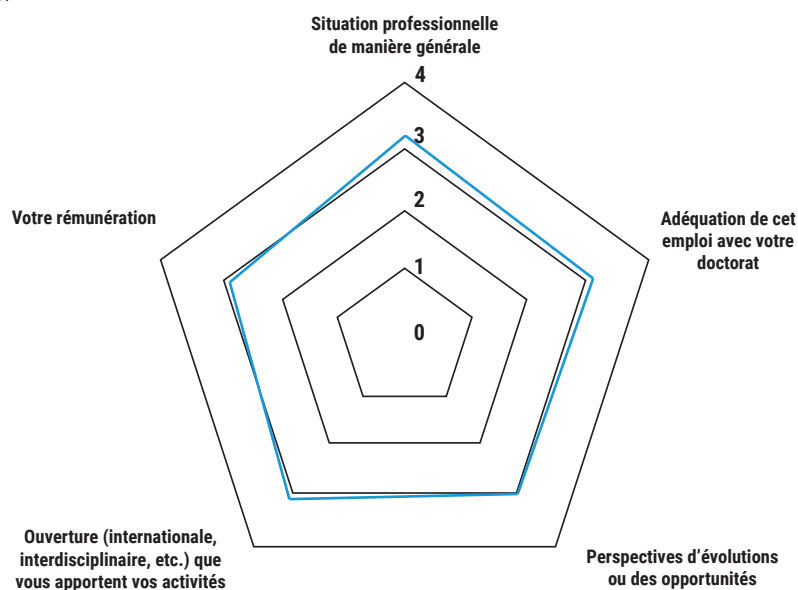 Situation professionnelle
de manière générale
4
3
2
1
0
Votre rémunération
Adéquation de cet
emploi avec votre
doctorat
Ouverture (internationale,
interdisciplinaire, etc.) que
vous apportent vos activités
Perspectives d’évolutions
ou des opportunités